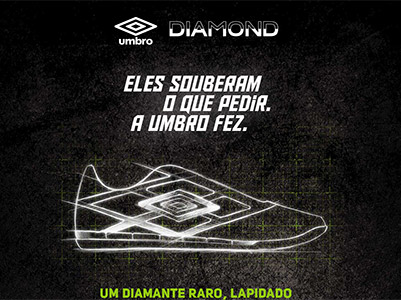 umbro DIAMOND
ELES SOUBERAM
O QUE PEDIR.
A UMBRO FEZ.
UM DIAMANTE RARO, LAPIDADO